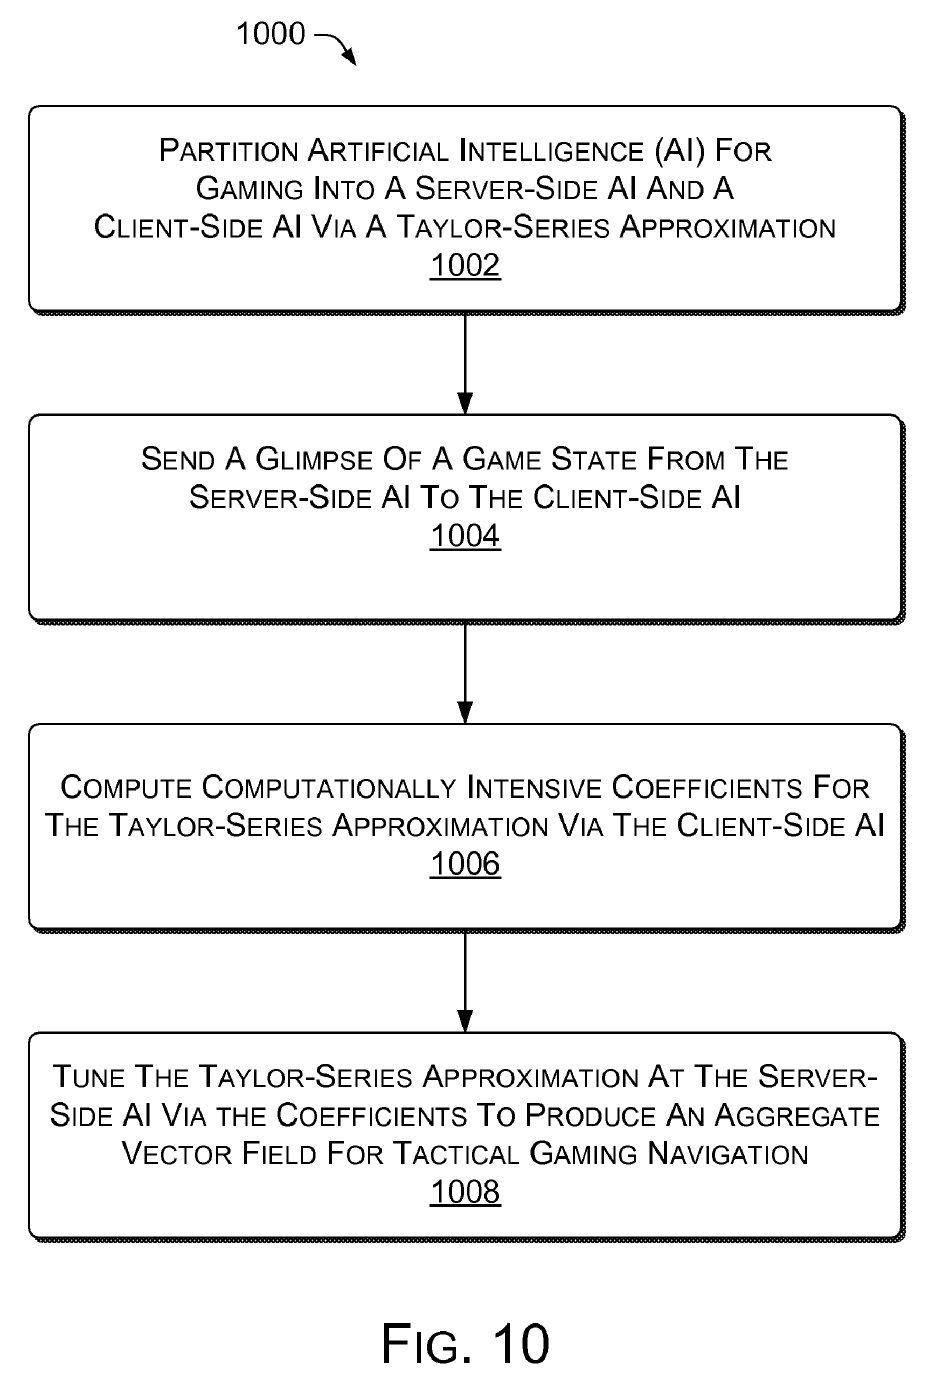 1000
PARTITION ARTIFICIAL INTELLIGENCE (AI) FOR
GAMING INTO A SERVER-SIDE AI AND A
CLIENT-SIDE AI VIA A TAYLOR-SERIES APPROXIMATION
1002
SEND A GLIMPSE OF A GAME STATE FROM THE
SERVER-SIDE AI TO THE CLIENT-SIDE AI
1004
COMPUTE COMPUTATIONALLY INTENSIVE COEFFICIENTS FOR
THE TAYLOR-SERIES APPROXIMATION VIA THE CLIENT-SIDE AI
1006
TUNE THE TAYLOR-SERIES APPROXIMATION AT THE SERVER-
SIDE AI VIA THE COEFFICIENTS TO PRODUCE AN AGGREGATE
VECTOR FIELD FOR TACTICAL GAMING NAVIGATION
1008
FIG. 10